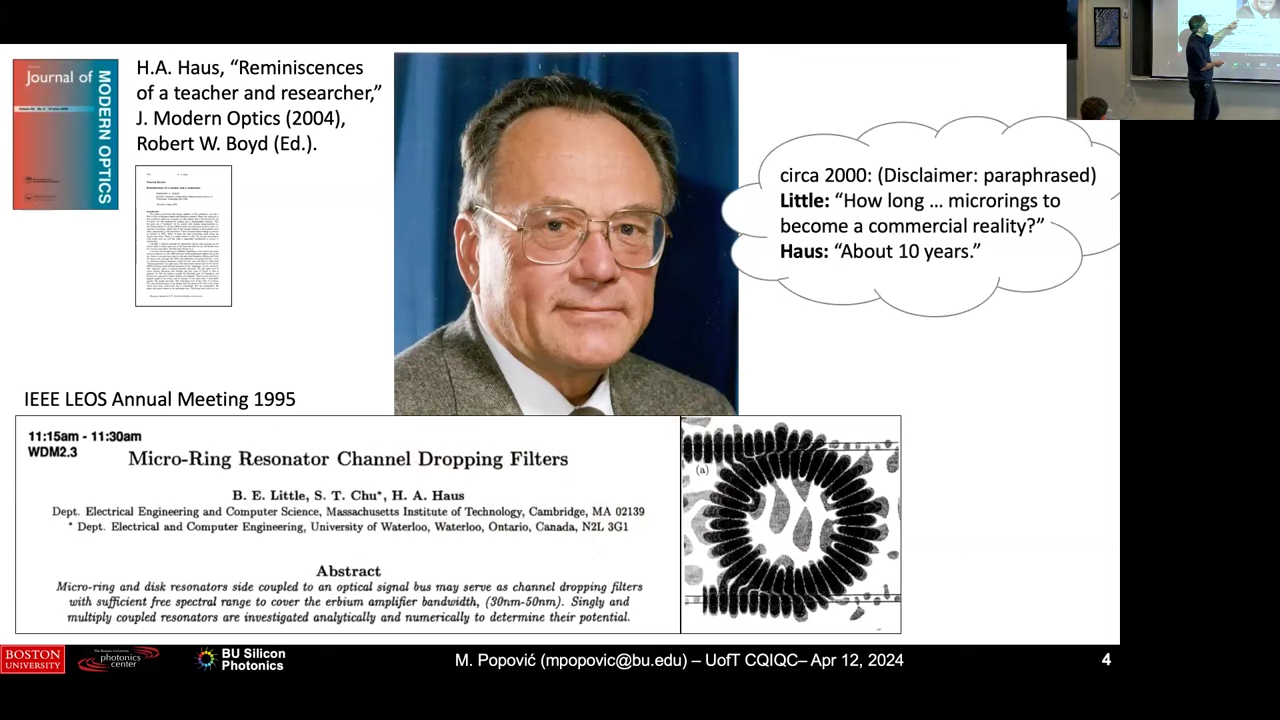 Journal of
MODERN OPTICS
H.A. Haus, “Reminiscences
of a teacher and researcher,”
J. Modern Optics (2004),
Robert W. Boyd (Ed.).
circa 2000: (Disclaimer: paraphrased)
Little: “How long ... microrings to
become a commercial reality?”
Haus: “About 10 years.”
IEEE LEOS Annual Meeting 1995
11:15am - 11:30am
WDM2.3
Micro-Ring Resonator Channel Dropping Filters
B. E. Little, S. T. Chu*, H. A. Haus
Dept. Electrical Engineering and Computer Science, Massachusetts Institute of Technology, Cambridge, MA 02139
* Dept. Electrical and Computer Engineering, University of Waterloo, Waterloo, Ontario, Canada, N2L 3G1
Abstract
Micro-ring and disk resonators side coupled to an optical signal bus may serve as channel dropping filters
with sufficient free spectral range to cover the erbium amplifier bandwidth, (30nm-50nm). Singly and
multiply coupled resonators are investigated analytically and numerically to determine their potential.
(a)
BOSTON
UNIVERSITY
photonics
center
BU Silicon
Photonics
M. Popović (mpopovic@bu.edu) – UofT CQIQC– Apr 12, 2024
4